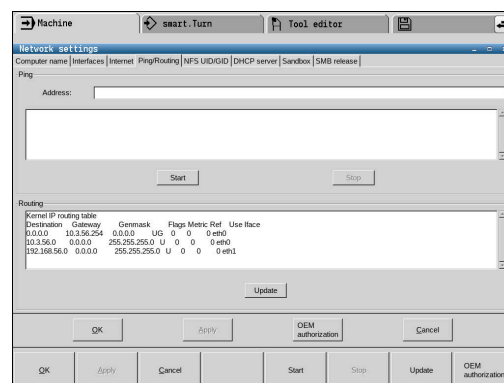 Machine
smart.Turn
Tool editor
Network settings
Computer name Interfaces Internet Ping/Routing NFS UID/GID DHCP server Sandbox SMB release
Ping
Address:
Start Stop
Routing
Kernel IP routing table
Destination Gateway Genmask Flags Metric Ref Use Iface
0.0.0.0 10.3.56.254 0.0.0.0 UG 0 0 0 eth0
10.3.56.0 0.0.0.0 255.255.255.0 U 0 0 0 eth0
192.168.56.0 0.0.0.0 255.255.255.0 U 0 0 0 eth1
Update
OK Apply OEM authorization Cancel
OK Apply Cancel Start Stop Update OEM authorization